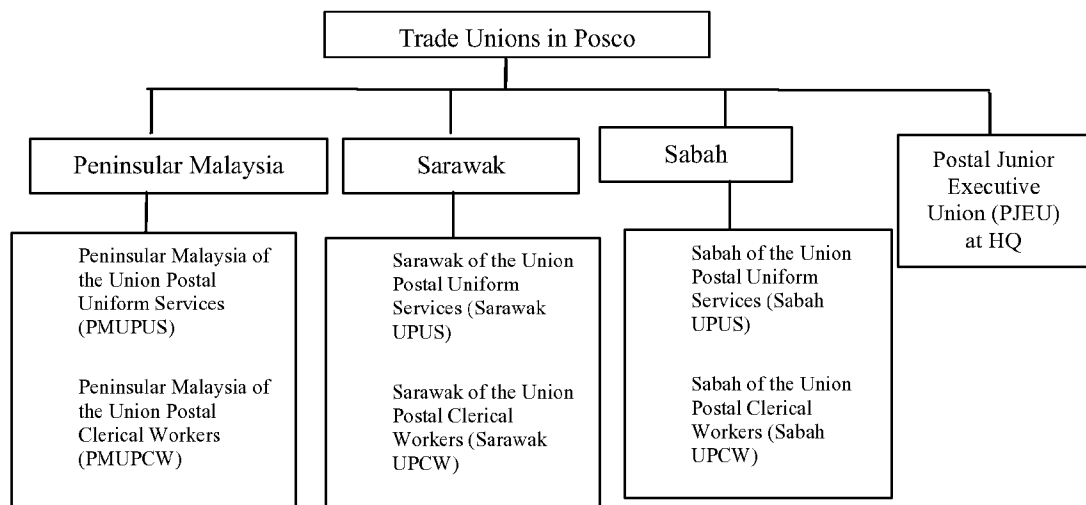 Trade Unions in Posco
Peninsular Malaysia
Sarawak
Sabah
Postal Junior
Executive
Union (PJEU)
at HQ
Peninsular Malaysia of
the Union Postal
Uniform Services
(PMUPUS)
Peninsular Malaysia of
the Union Postal
Clerical Workers
(PMUPCW)
Sarawak of the Union
Postal Uniform
Services (Sarawak
UPUS)
Sarawak of the Union
Postal Clerical
Workers (Sarawak
UPCW)
Sabah of the Union
Postal Uniform
Services (Sabah
UPUS)
Sabah of the Union
Postal Clerical
Workers (Sabah
UPCW)